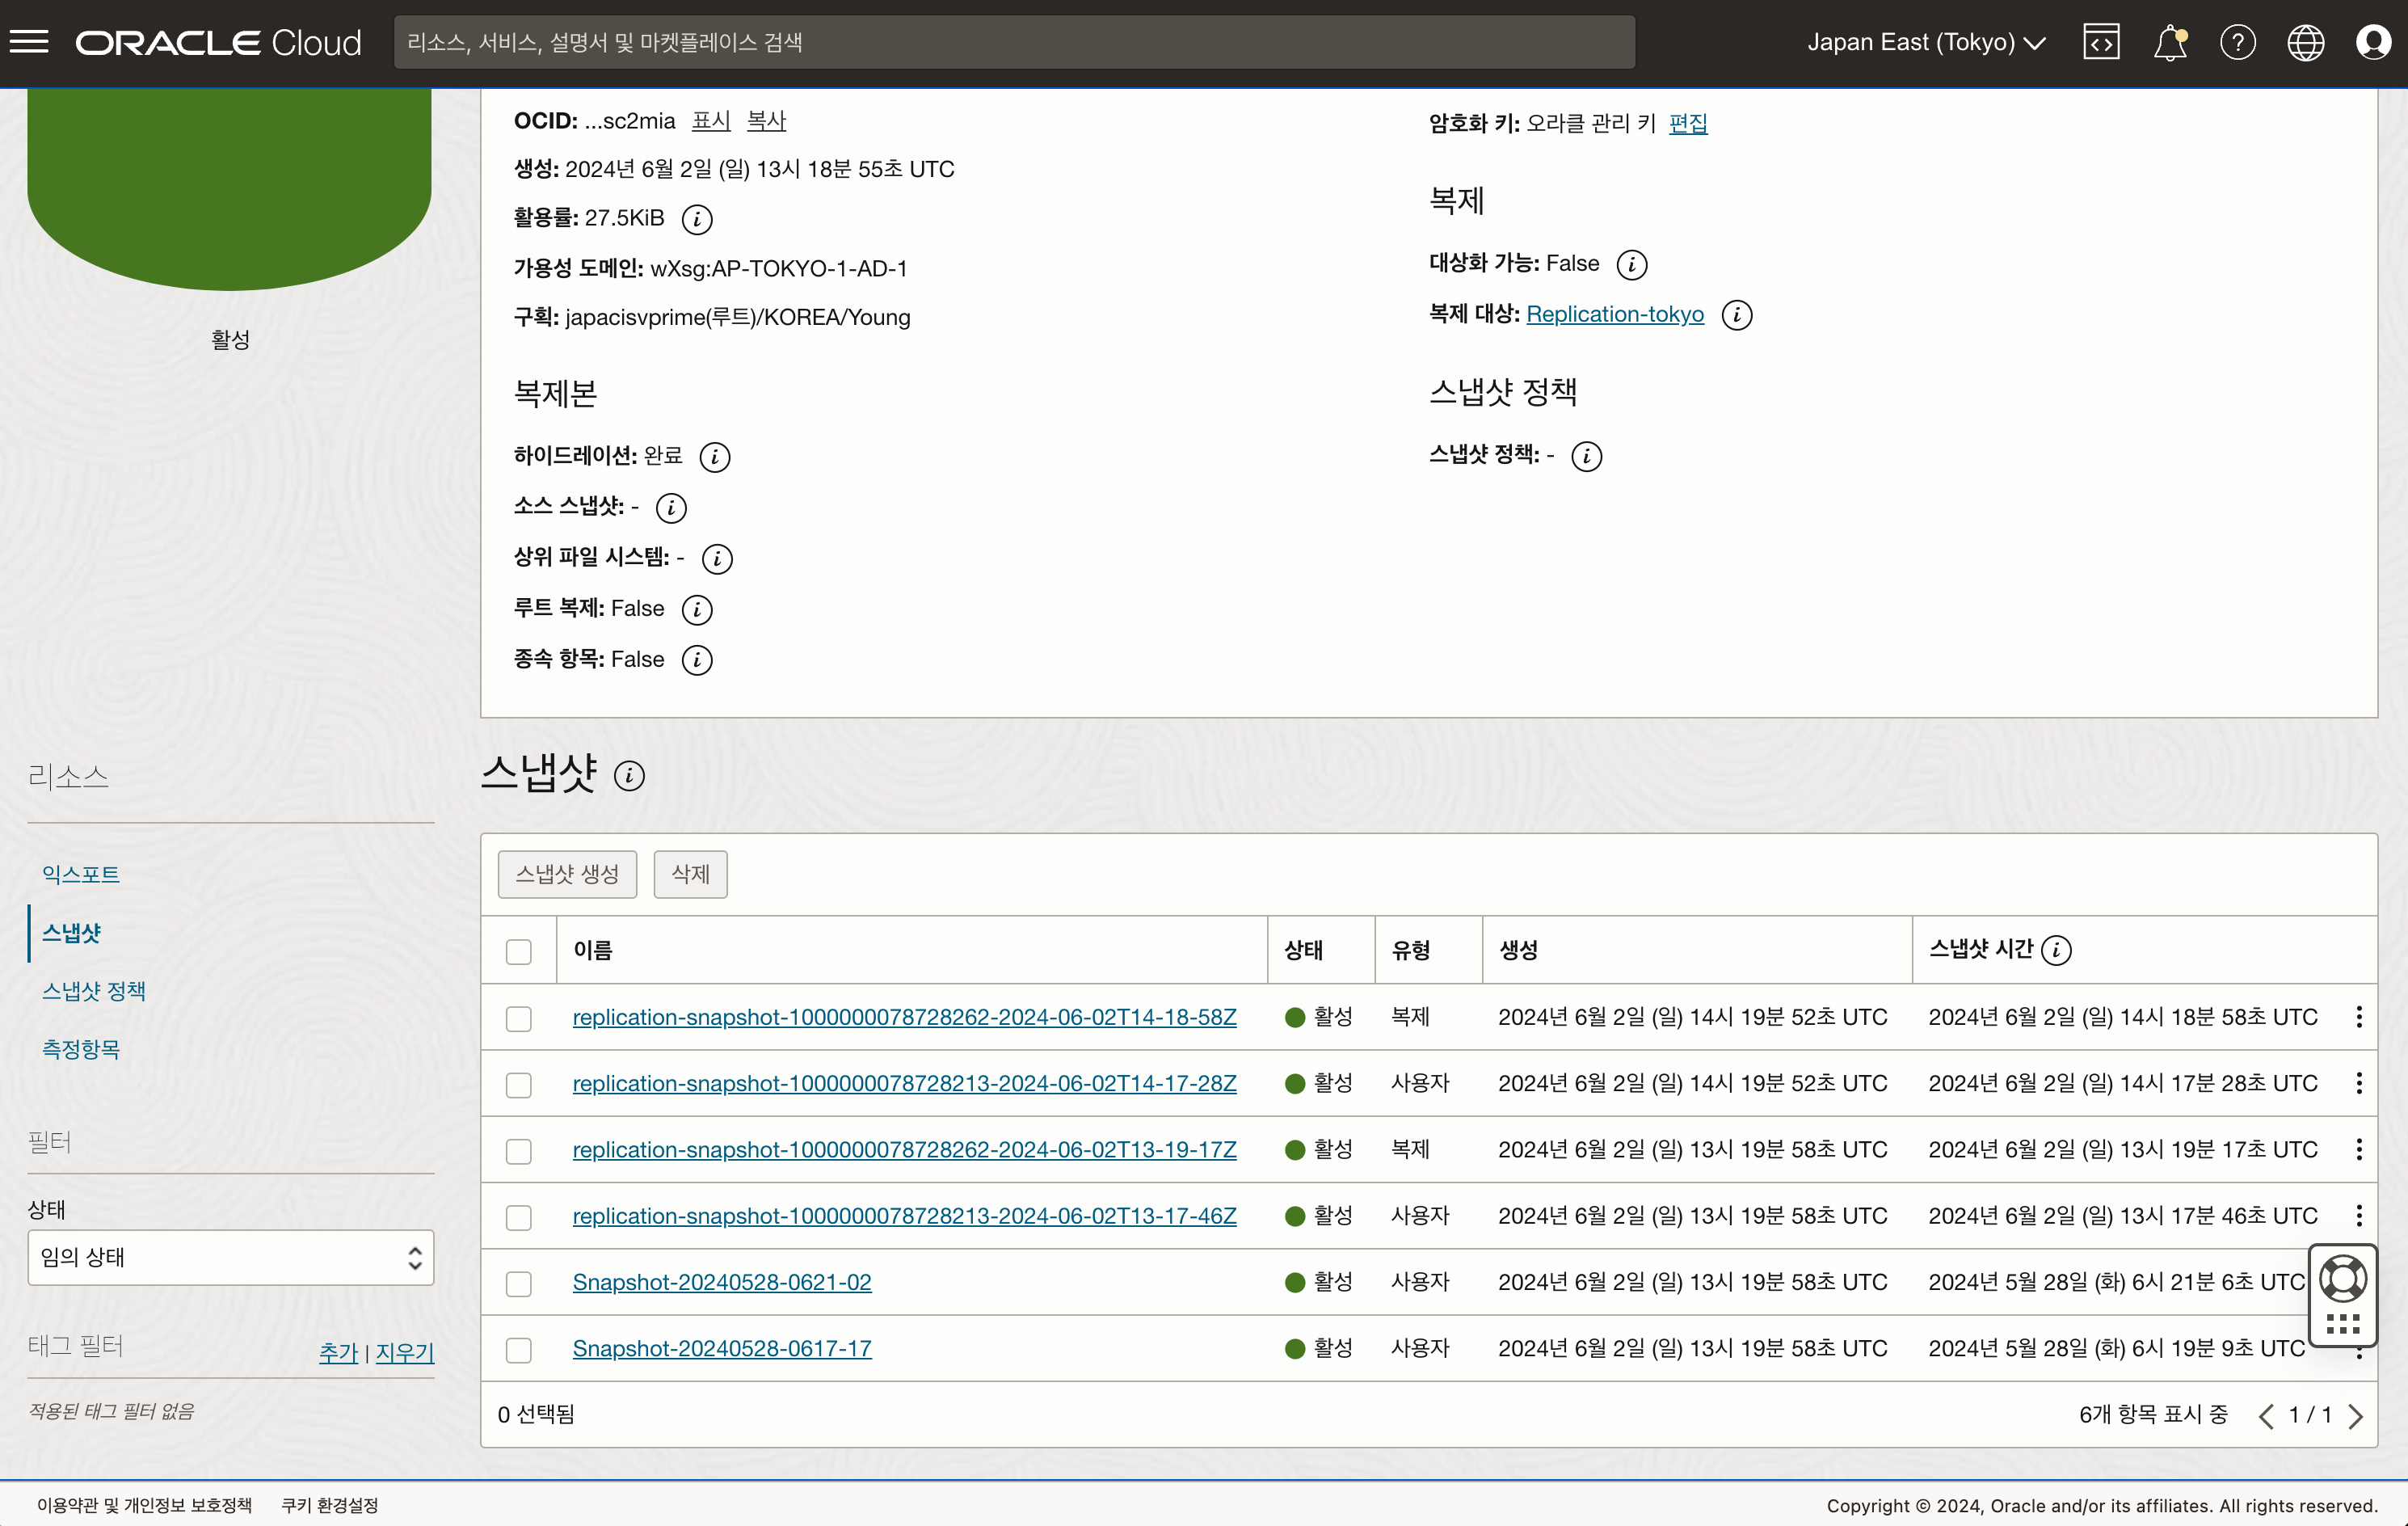 ORACLE Cloud
리소스, 서비스, 설명서 및 마켓플레이스 검색
Japan East (Tokyo)
활성
OCID: ...sc2mia 표시 복사
생성: 2024년 6월 2일 (일) 13시 18분 55초 UTC
활용률: 27.5KiB
가용성 도메인: wXsg:AP-TOKYO-1-AD-1
구획: japacisvprime(루트)/KOREA/Young
복제본
하이드레이션: 완료
소스 스냅샷: -
상위 파일 시스템: -
루트 복제: False
종속 항목: False
암호화 키: 오라클 관리 키 편집
복제
대상화 가능: False
복제 대상: Replication-tokyo
스냅샷 정책
스냅샷 정책: -
리소스
익스포트
스냅샷
스냅샷 정책
측정항목
필터
상태
임의 상태
태그 필터 추가 | 지우기
적용된 태그 필터 없음
스냅샷
스냅샷 생성 삭제
이름 상태 유형 생성 스냅샷 시간
replication-snapshot-1000000078728262-2024-06-02T14-18-58Z 활성 복제 2024년 6월 2일 (일) 14시 19분 52초 UTC 2024년 6월 2일 (일) 14시 18분 58초 UTC
replication-snapshot-1000000078728213-2024-06-02T14-17-28Z 활성 사용자 2024년 6월 2일 (일) 14시 19분 52초 UTC 2024년 6월 2일 (일) 14시 17분 28초 UTC
replication-snapshot-1000000078728262-2024-06-02T13-19-17Z 활성 복제 2024년 6월 2일 (일) 13시 19분 58초 UTC 2024년 6월 2일 (일) 13시 19분 17초 UTC
replication-snapshot-1000000078728213-2024-06-02T13-17-46Z 활성 사용자 2024년 6월 2일 (일) 13시 19분 58초 UTC 2024년 6월 2일 (일) 13시 17분 46초 UTC
Snapshot-20240528-0621-02 활성 사용자 2024년 6월 2일 (일) 13시 19분 58초 UTC 2024년 5월 28일 (화) 6시 21분 6초 UTC
Snapshot-20240528-0617-17 활성 사용자 2024년 6월 2일 (일) 13시 19분 58초 UTC 2024년 5월 28일 (화) 6시 19분 9초 UTC
0 선택됨 6개 항목 표시 중 1 / 1
이용약관 및 개인정보 보호정책 쿠키 환경설정 Copyright © 2024, Oracle and/or its affiliates. All rights reserved.